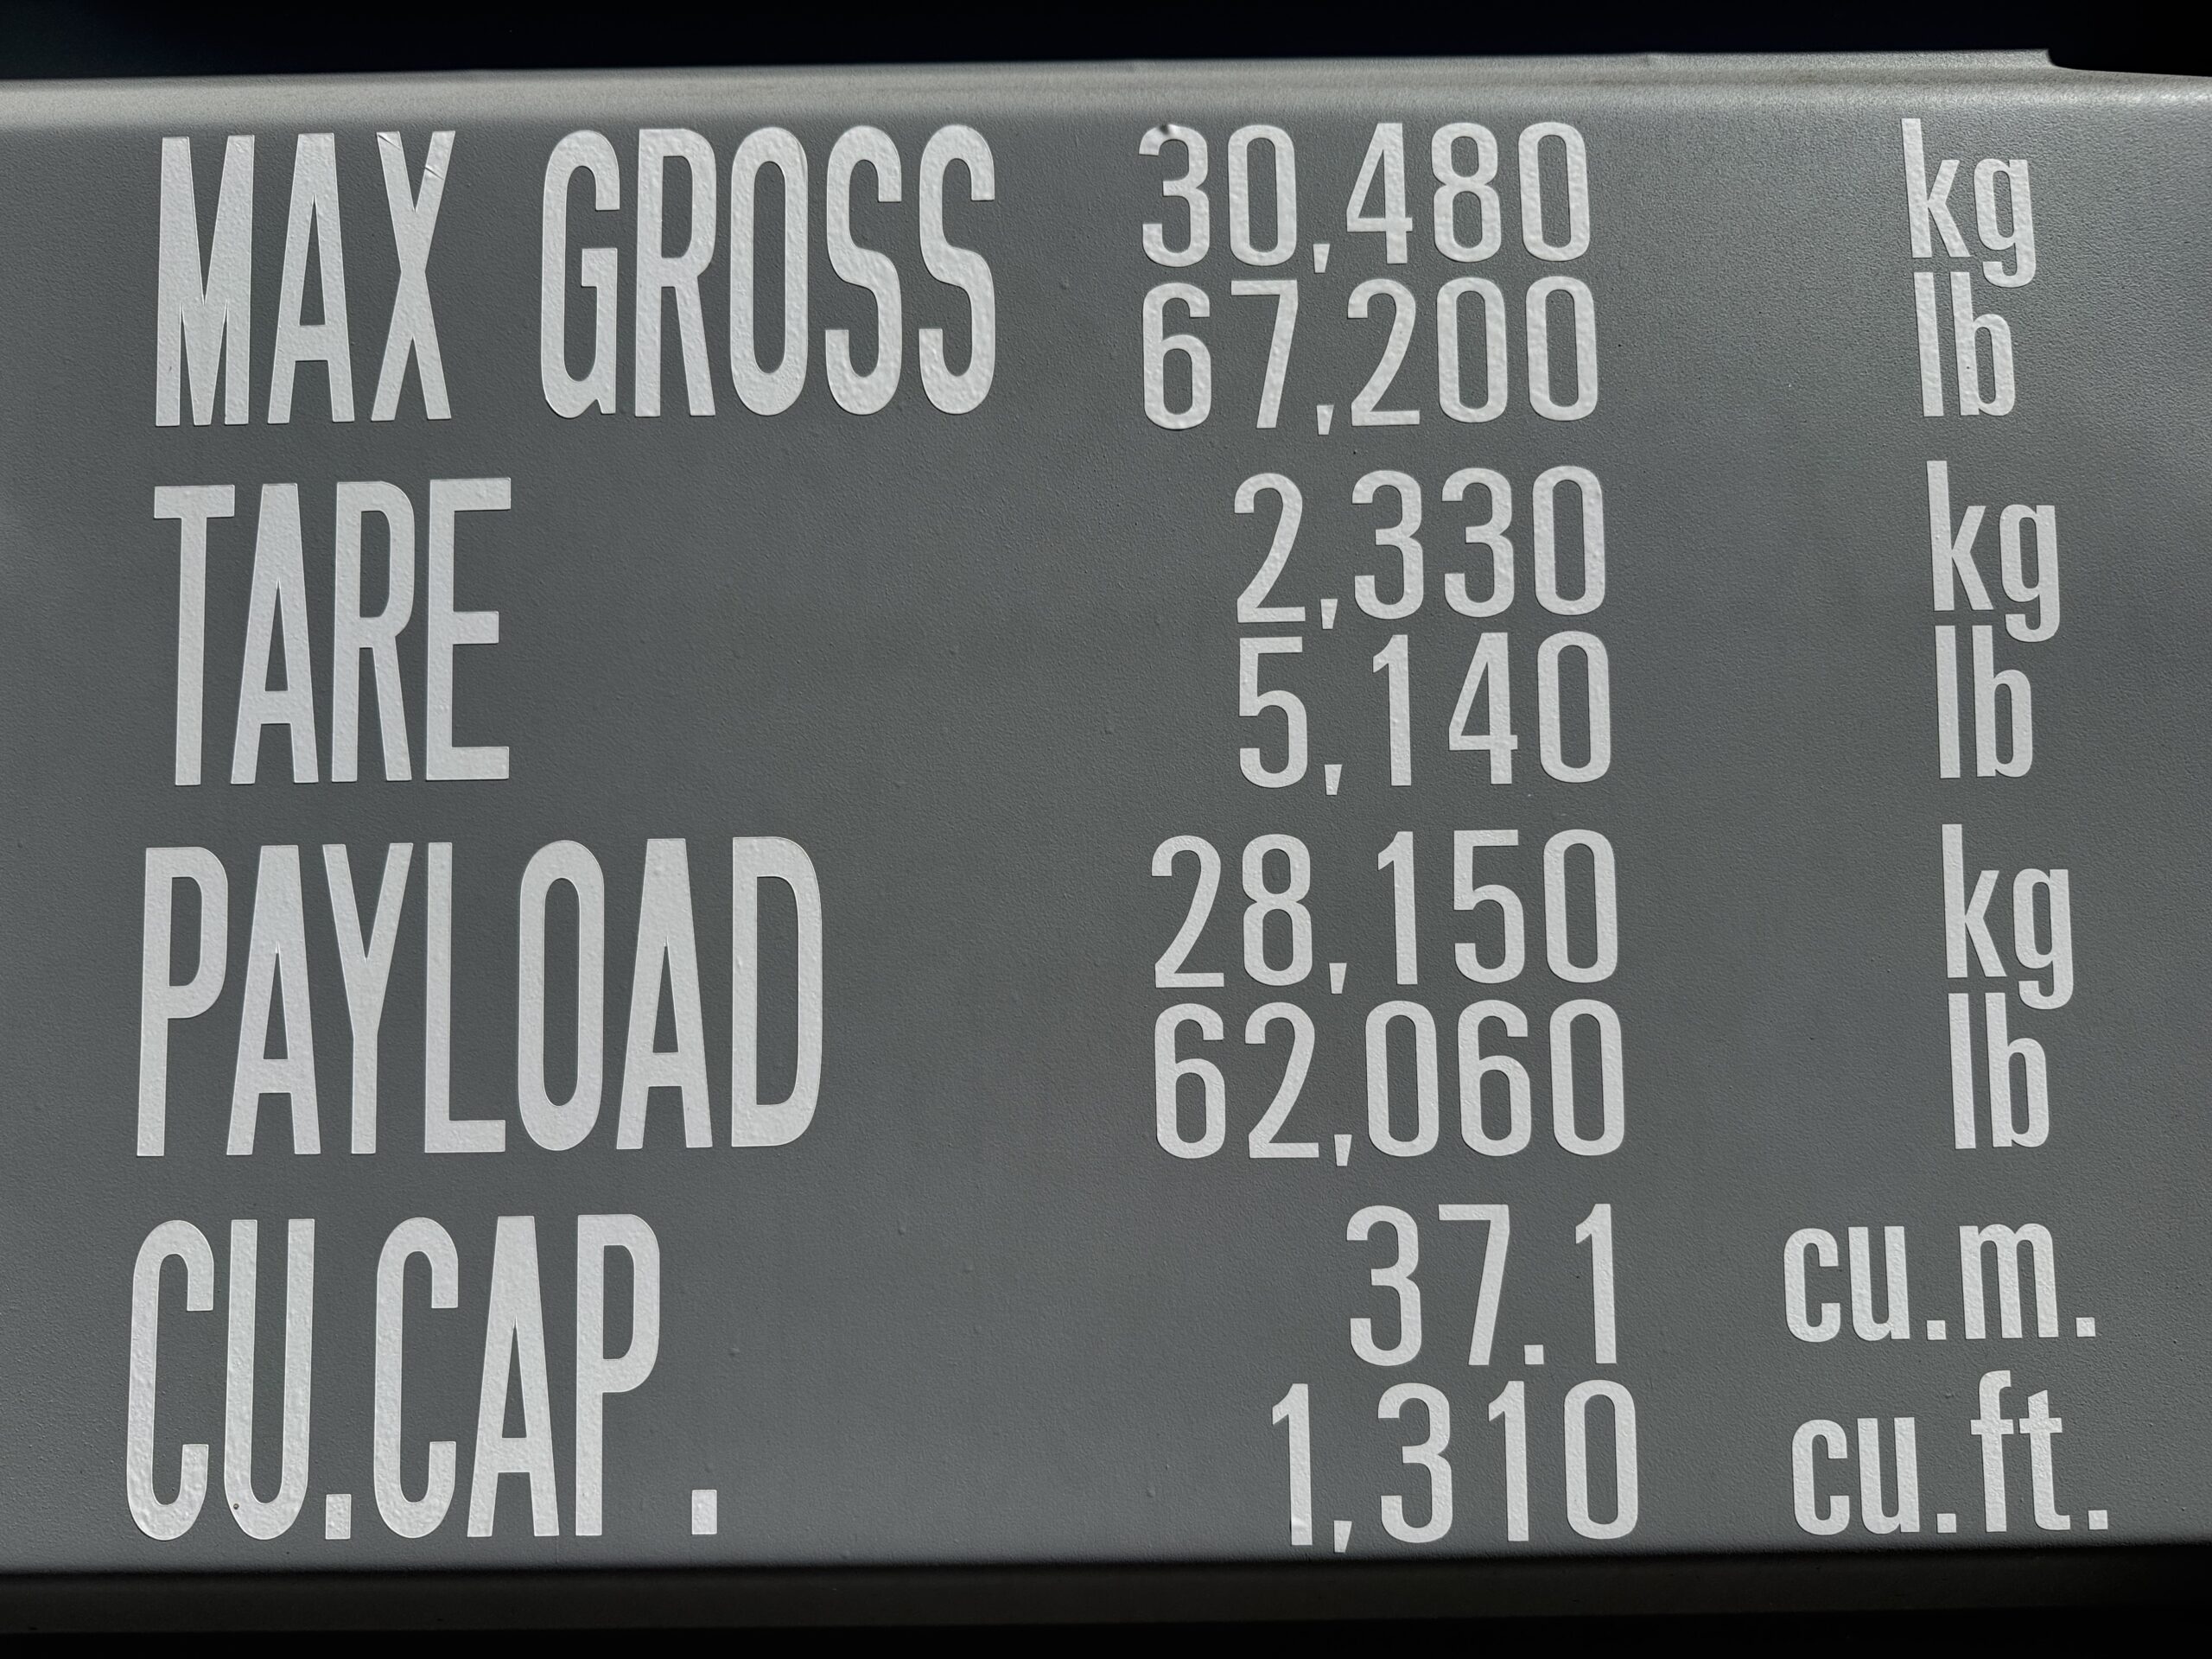 MAX GROSS 30,480 kg
67,200 lb
TARE 2,330 kg
5,140 lb
PAYLOAD 28,150 kg
62,060 lb
CU.CAP. 37.1 cu.m.
1,310 cu.ft.